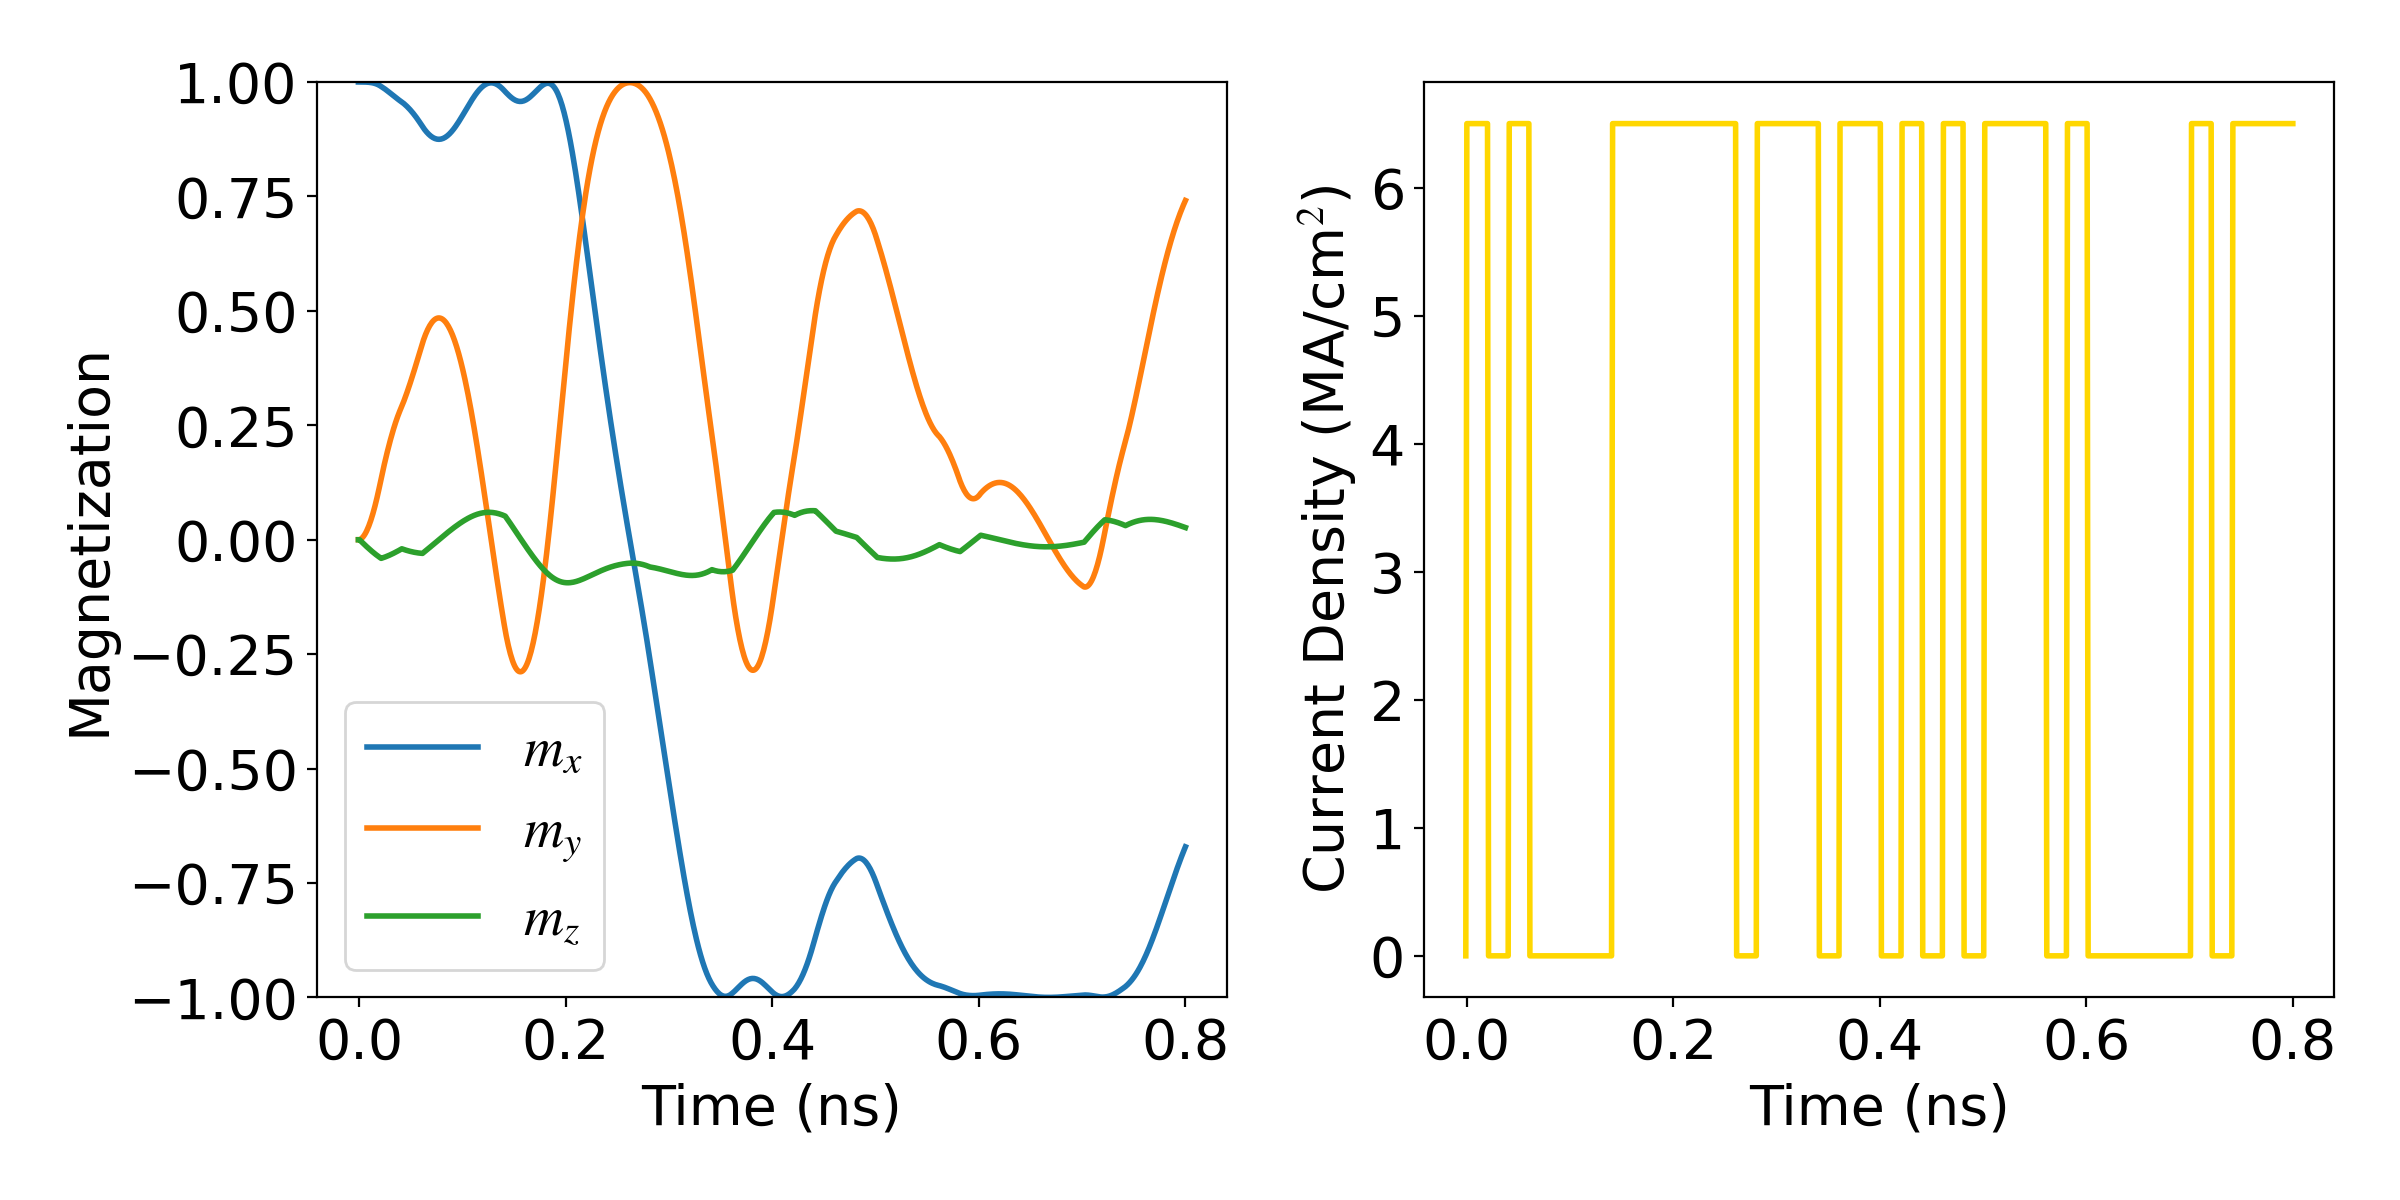 1.00
0.75
0.50
0.25
0.00
−0.25
−0.50
−0.75
−1.00
Magnetization
m_x
m_y
m_z
0.0 0.2 0.4 0.6 0.8
Time (ns)
6
5
4
3
2
1
0
Current Density (MA/cm²)
0.0 0.2 0.4 0.6 0.8
Time (ns)